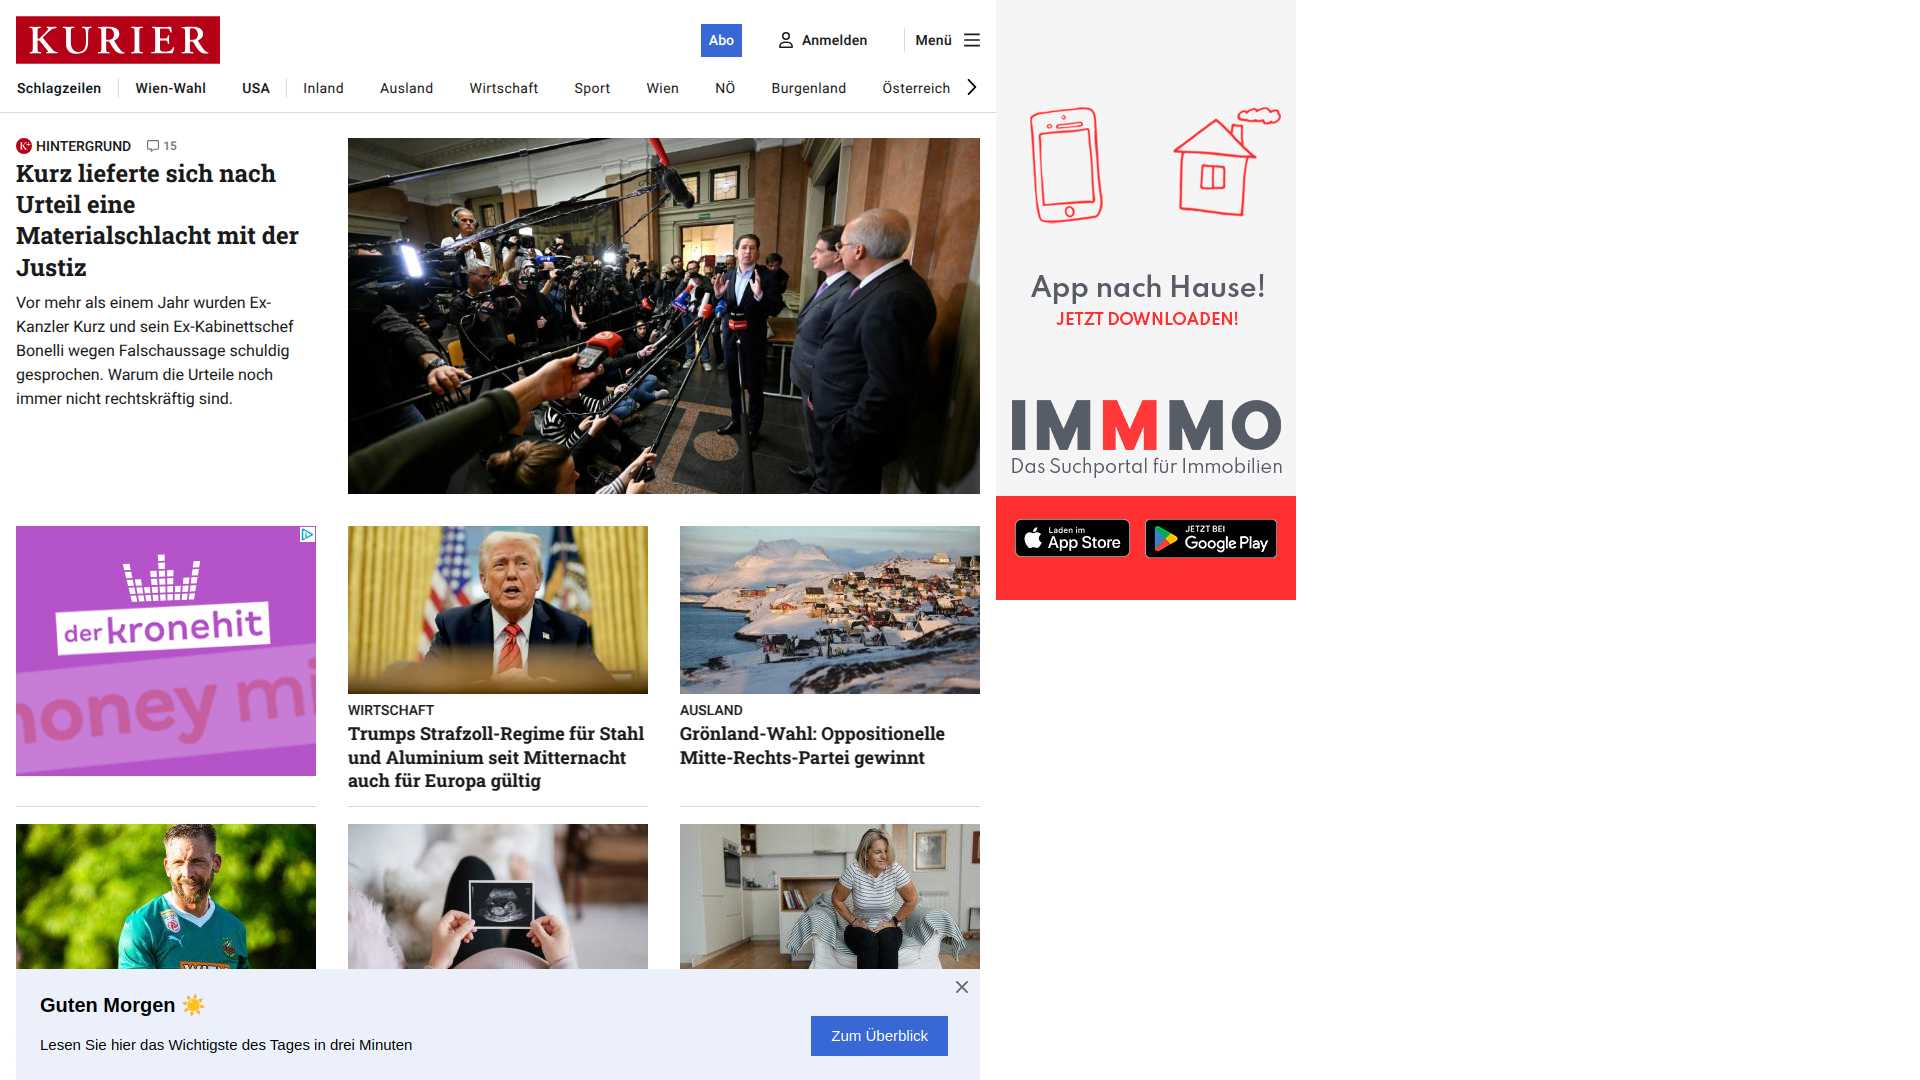 KURIER
Abo
Anmelden
Menü
Schlagzeilen
Wien-Wahl
USA
Inland
Ausland
Wirtschaft
Sport
Wien
NÖ
Burgenland
Österreich
HINTERGRUND
15
Kurz lieferte sich nach
Urteil eine
Materialschlacht mit der
Justiz
Vor mehr als einem Jahr wurden Ex-
Kanzler Kurz und sein Ex-Kabinettschef
Bonelli wegen Falschaussage schuldig
gesprochen. Warum die Urteile noch
immer nicht rechtskräftig sind.
App nach Hause!
JETZT DOWNLOADEN!
IMMMO
Das Suchportal für Immobilien
Laden im
App Store
JETZT BEI
Google Play
der kronehit
money mi
WIRTSCHAFT
Trumps Strafzoll-Regime für Stahl
und Aluminium seit Mitternacht
auch für Europa gültig
AUSLAND
Grönland-Wahl: Oppositionelle
Mitte-Rechts-Partei gewinnt
Guten Morgen ☀️
Lesen Sie hier das Wichtigste des Tages in drei Minuten
Zum Überblick